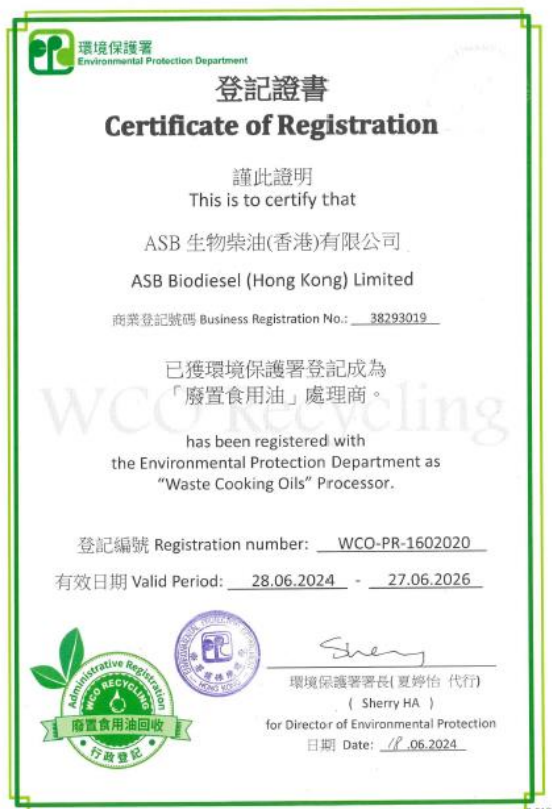 環境保護署
Environmental Protection Department
登記證書
Certificate of Registration
謹此證明
This is to certify that
ASB 生物柴油(香港)有限公司
ASB Biodiesel (Hong Kong) Limited
商業登記號碼 Business Registration No.: 38293019
已獲環境保護署登記成為
「廢置食用油」處理商。
WCO Recycling
has been registered with
the Environmental Protection Department as
“Waste Cooking Oils” Processor.
登記編號 Registration number: WCO-PR-1602020
有效日期 Valid Period: 28.06.2024 - 27.06.2026
Administrative Registration
WCO RECYCLING
廢置食用油回收
行政登記
ENVIRONMENTAL PROTECTION DEPARTMENT
HONG KONG
環境保護署署長(夏婷怡 代行)
( Sherry HA )
for Director of Environmental Protection
日期 Date: 18 .06.2024